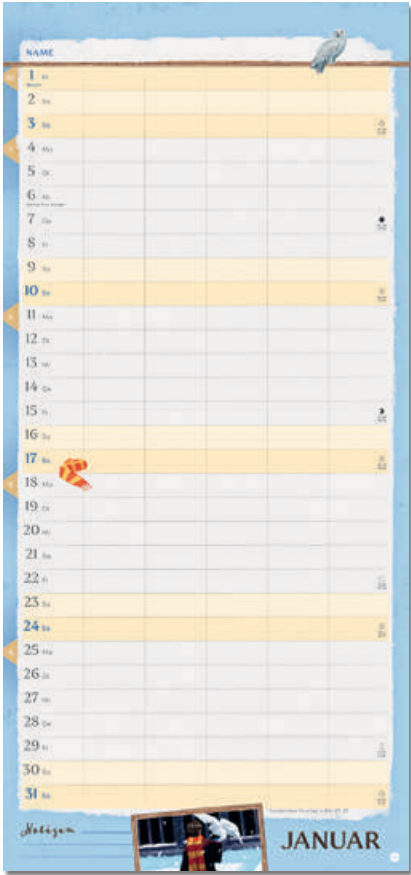 NAME
1 Fr
2 Sa
3 So
4 Mo
5 Di
6 Mi
7 Do
8 Fr
9 Sa
10 So
11 Mo
12 Di
13 Mi
14 Do
15 Fr
16 Sa
17 So
18 Mo
19 Di
20 Mi
21 Do
22 Fr
23 Sa
24 So
25 Mo
26 Di
27 Mi
28 Do
29 Fr
30 Sa
31 So
Notizen
JANUAR